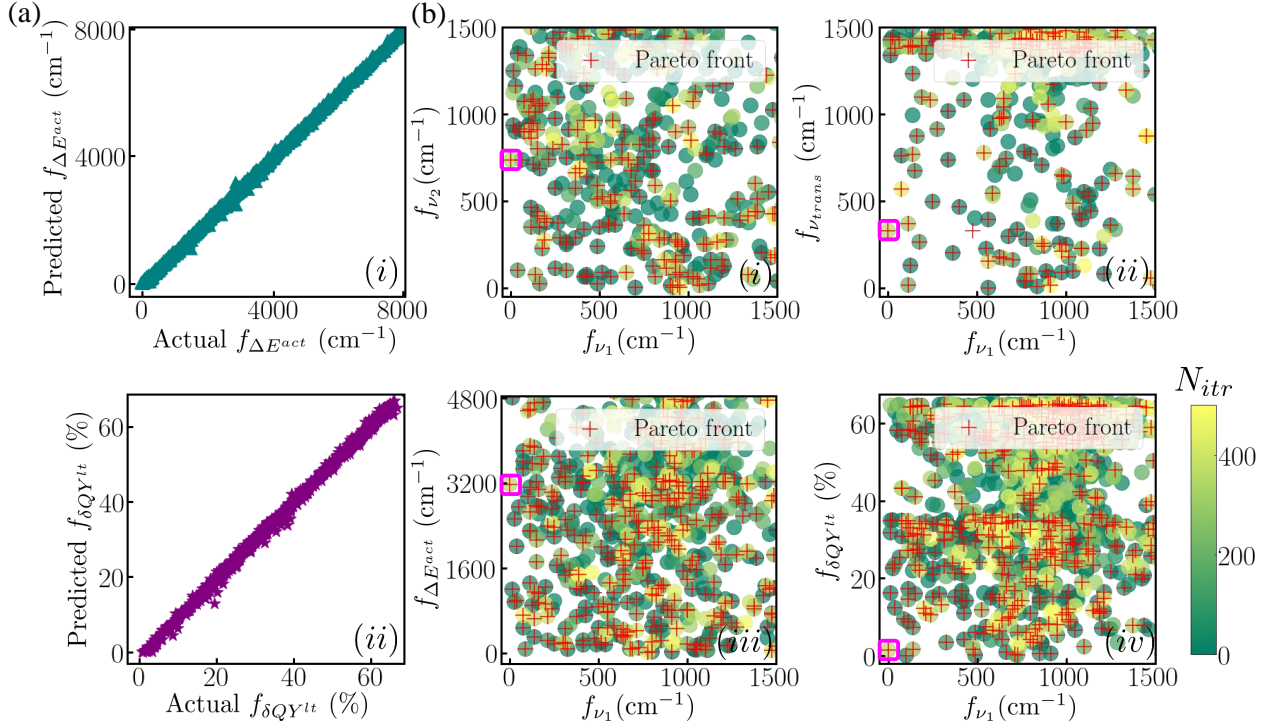 (a)
8000
4000
0
Predicted f_{ΔE^{act}} (cm⁻¹)
(i)
0 4000 8000
Actual f_{ΔE^{act}} (cm⁻¹)
(b)
1500
1000
500
0
f_{ν₂}(cm⁻¹)
+ Pareto front
(i)
0 500 1000 1500
f_{ν₁}(cm⁻¹)
1500
1000
500
0
f_{ν_{trans}} (cm⁻¹)
+ Pareto front
(ii)
0 500 1000 1500
f_{ν₁}(cm⁻¹)
60
40
20
0
Predicted f_{δQY^{lt}} (%)
(ii)
0 20 40 60
Actual f_{δQY^{lt}} (%)
4800
3200
1600
0
f_{ΔE^{act}} (cm⁻¹)
+ Pareto front
(iii)
0 500 1000 1500
f_{ν₁}(cm⁻¹)
60
40
20
0
f_{δQY^{lt}} (%)
+ Pareto front
(iv)
0 500 1000 1500
f_{ν₁}(cm⁻¹)
N_{itr}
400
200
0